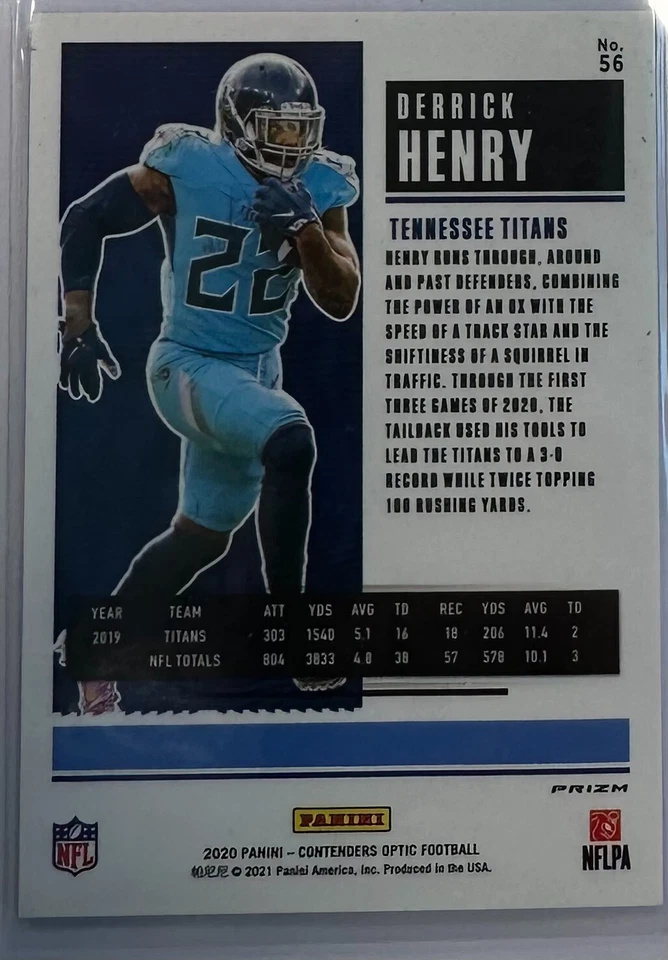 No.
56
DERRICK
HENRY
TENNESSEE TITANS
HENRY RUNS THROUGH, AROUND
AND PAST DEFENDERS, COMBINING
THE POWER OF AN OX WITH THE
SPEED OF A TRACK STAR AND THE
SHIFTINESS OF A SQUIRREL IN
TRAFFIC. THROUGH THE FIRST
THREE GAMES OF 2020, THE
TAILBACK USED HIS TOOLS TO
LEAD THE TITANS TO A 3-0
RECORD WHILE TWICE TOPPING
100 RUSHING YARDS.
22
YEAR TEAM ATT YDS AVG TD REC YDS AVG TD
2019 TITANS 303 1540 5.1 16 18 206 11.4 2
NFL TOTALS 804 3833 4.8 38 57 578 10.1 3
PRIZM
PANINI
NFL
NFLPA
2020 PANINI – CONTENDERS OPTIC FOOTBALL
© 2021 Panini America, Inc. Produced in the USA.